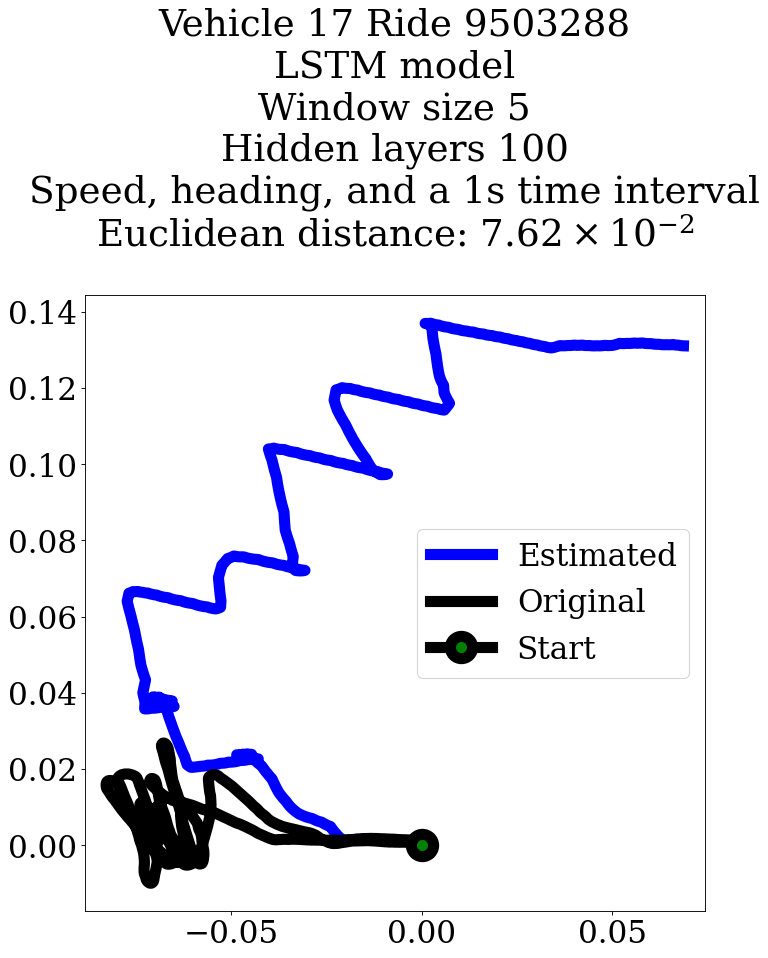 Vehicle 17 Ride 9503288
LSTM model
Window size 5
Hidden layers 100
Speed, heading, and a 1s time interval
Euclidean distance: 7.62 × 10⁻²
0.14
0.12
0.10
0.08
0.06
0.04
0.02
0.00
Estimated
Original
Start
−0.05
0.00
0.05